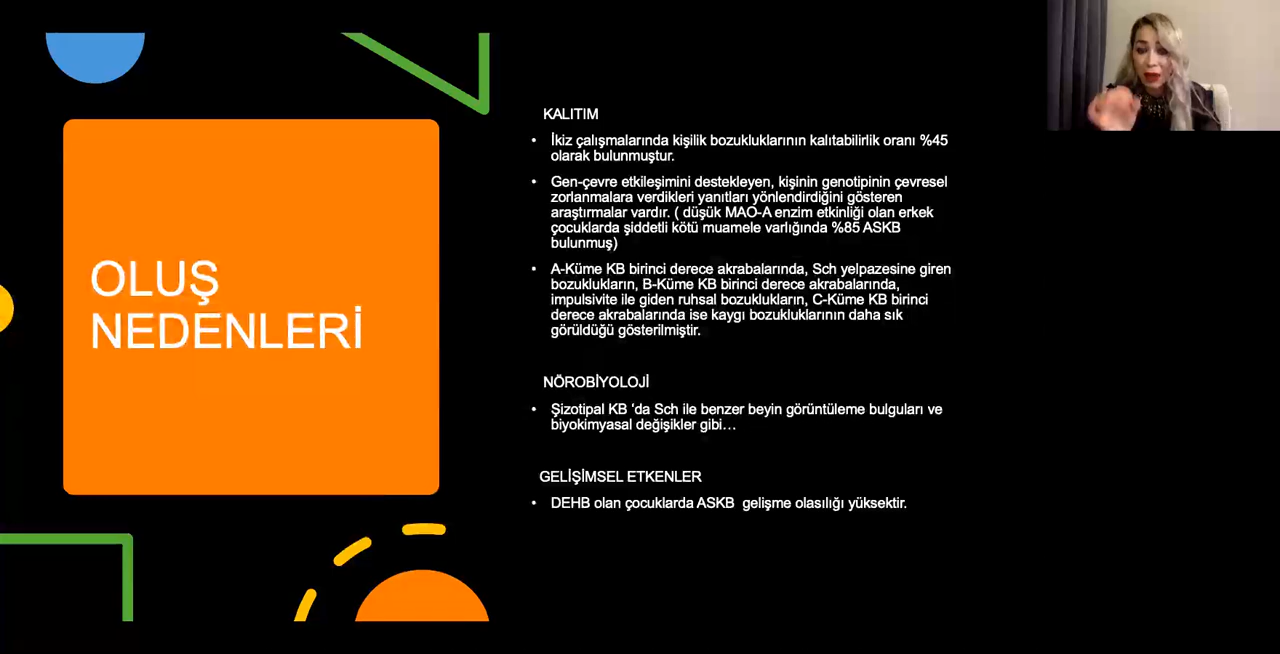 OLUŞ
NEDENLERİ
KALITIM
• İkiz çalışmalarında kişilik bozukluklarının kalıtabilirlik oranı %45
olarak bulunmuştur.
• Gen-çevre etkileşimini destekleyen, kişinin genotipinin çevresel
zorlanmalara verdikleri yanıtları yönlendirdiğini gösteren
araştırmalar vardır. ( düşük MAO-A enzim etkinliği olan erkek
çocuklarda şiddetli kötü muamele varlığında %85 ASKB
bulunmuş)
• A-Küme KB birinci derece akrabalarında, Sch yelpazesine giren
bozuklukların, B-Küme KB birinci derece akrabalarında,
impulsivite ile giden ruhsal bozuklukların, C-Küme KB birinci
derece akrabalarında ise kaygı bozukluklarının daha sık
görüldüğü gösterilmiştir.
NÖROBİYOLOJİ
• Şizotipal KB ‘da Sch ile benzer beyin görüntüleme bulguları ve
biyokimyasal değişikler gibi…
GELİŞİMSEL ETKENLER
• DEHB olan çocuklarda ASKB gelişme olasılığı yüksektir.